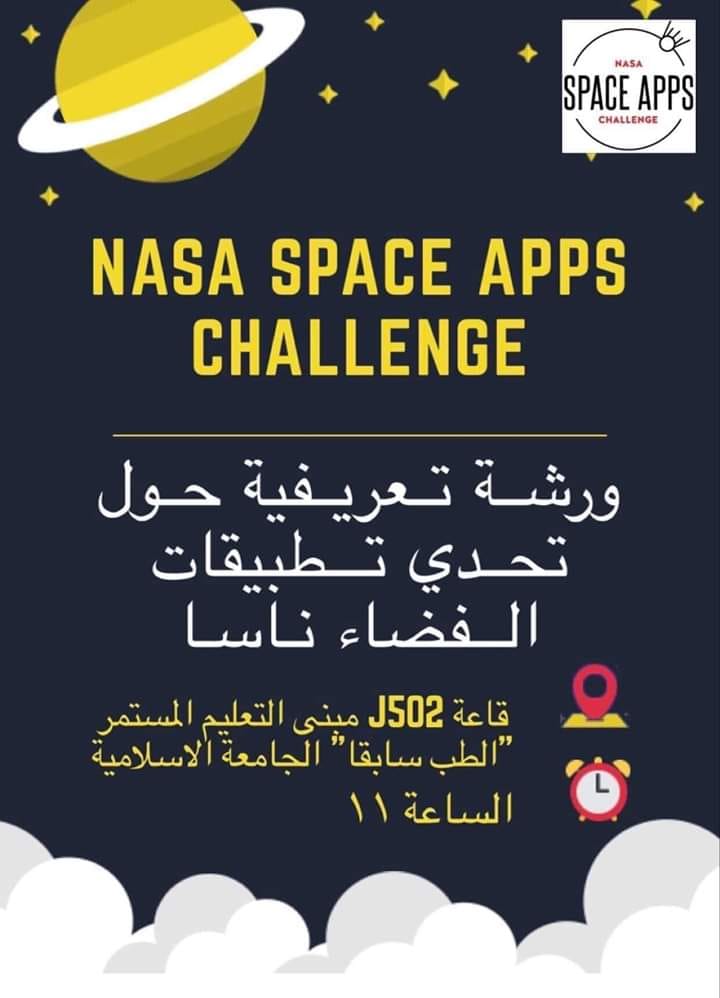 NASA
SPACE APPS
CHALLENGE
NASA SPACE APPS
CHALLENGE
ورشة تعريفية حول
تحدي تطبيقات
الفضاء ناسا
قاعة J502 مبنى التعليم المستمر
"الطب سابقا" الجامعة الاسلامية
الساعة ١١